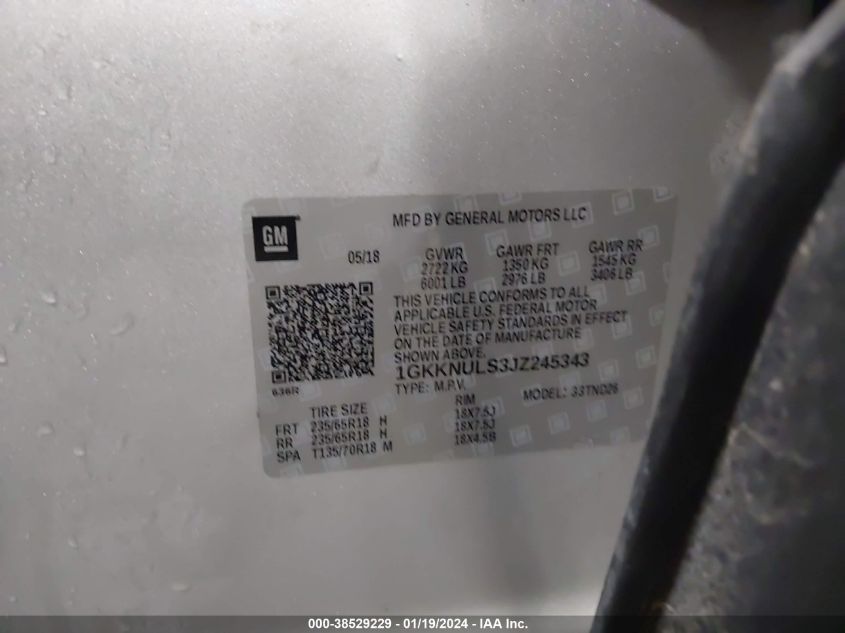 MFD BY GENERAL MOTORS LLC
GM
05/18 GVWR GAWR FRT GAWR RR
2722 KG 1350 KG 1545 KG
6001 LB 2976 LB 3406 LB
THIS VEHICLE CONFORMS TO ALL
APPLICABLE U.S. FEDERAL MOTOR
VEHICLE SAFETY STANDARDS IN EFFECT
ON THE DATE OF MANUFACTURE
SHOWN ABOVE.
1GKKNULS3JZ245343
636R TYPE: M.P.V. MODEL: 33TND26
TIRE SIZE RIM
FRT 235/65R18 H 18X7.5J
RR 235/65R18 H 18X7.5J
SPA T135/70R18 M 18X4.5B
000-38529229 - 01/19/2024 - IAA Inc.